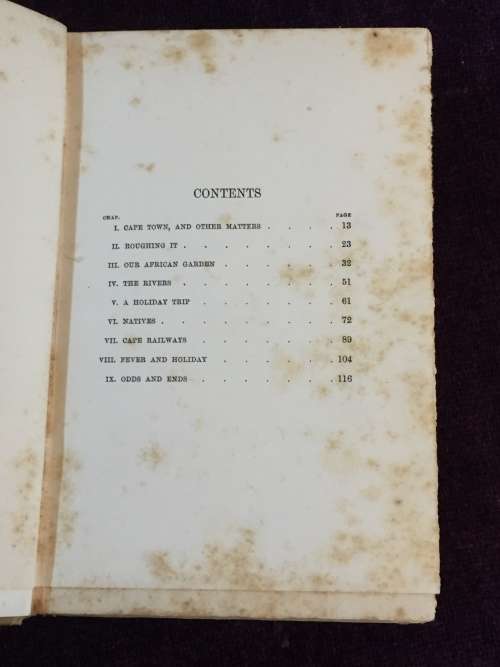 CONTENTS
CHAP. PAGE
I. CAPE TOWN, AND OTHER MATTERS . . . . 13
II. ROUGHING IT . . . . . . . . 23
III. OUR AFRICAN GARDEN . . . . . . 32
IV. THE RIVERS . . . . . . . . 51
V. A HOLIDAY TRIP . . . . . . . 61
VI. NATIVES . . . . . . . . . 72
VII. CAPE RAILWAYS . . . . . . . 89
VIII. FEVER AND HOLIDAY . . . . . . 104
IX. ODDS AND ENDS . . . . . . . 116